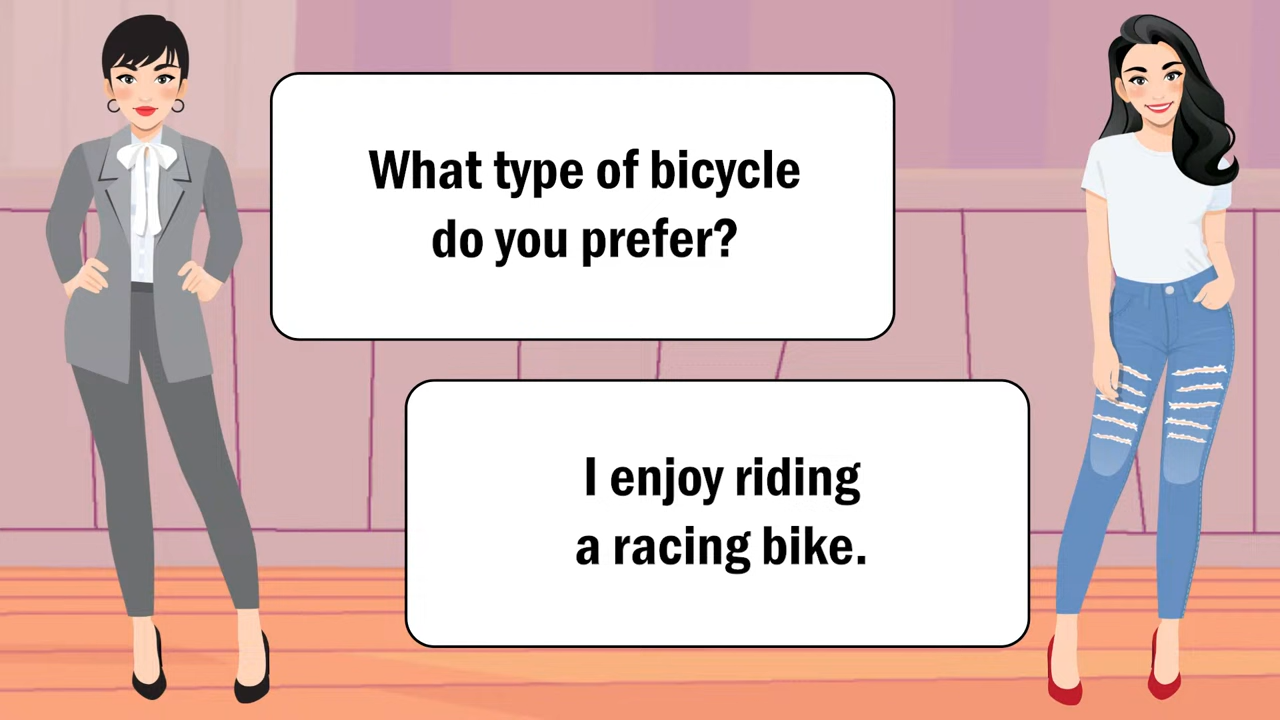 What type of bicycle
do you prefer?
I enjoy riding
a racing bike.